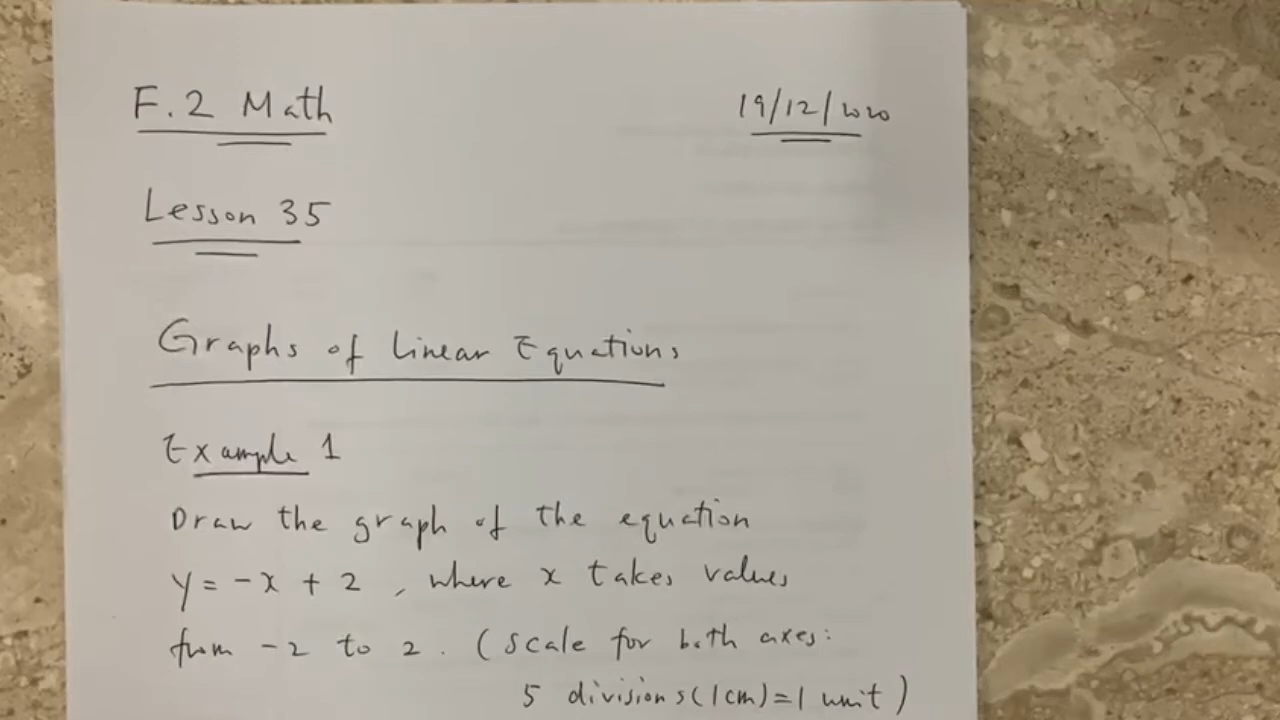 F.2 Math
19/12/2020
Lesson 35
Graphs of Linear Equations
Example 1
Draw the graph of the equation
y = -x + 2 , where x takes values
from -2 to 2. (scale for both axes:
5 divisions (1cm) = 1 unit)